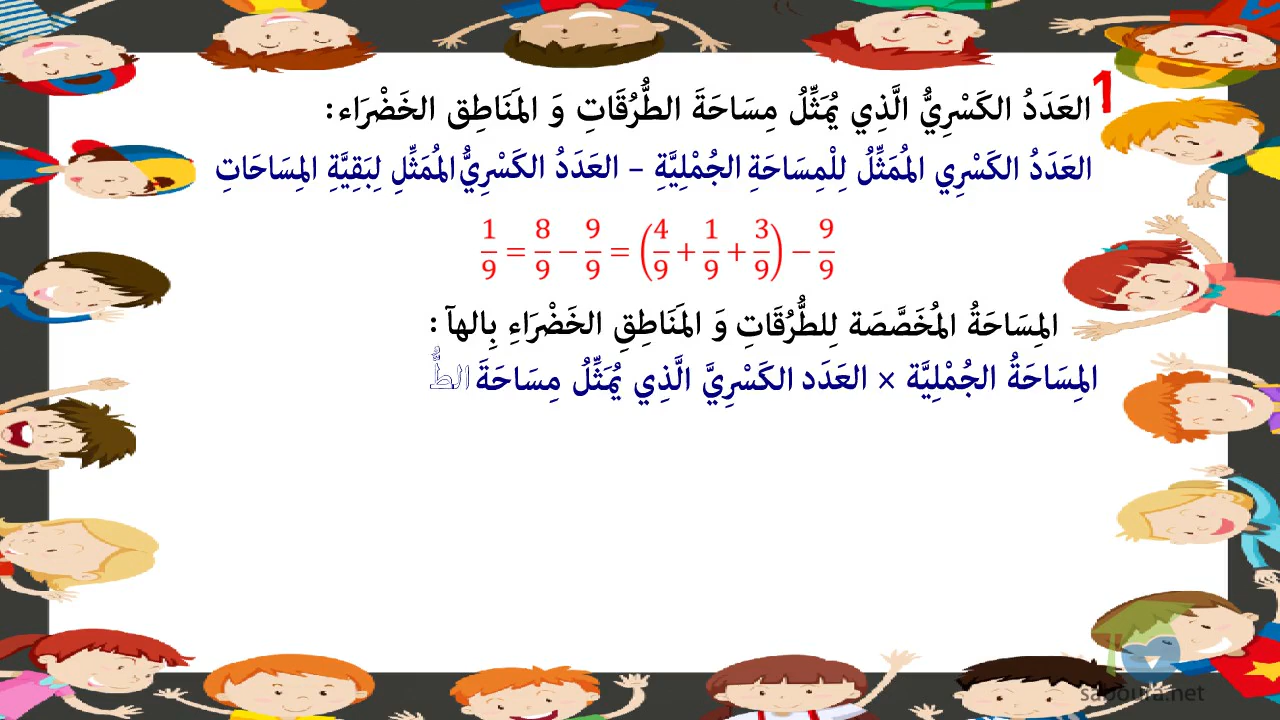 1
العَدَدُ الكَسْرِيُّ الَّذِي يُمَثِّلُ مِسَاحَةَ الطُّرُقَاتِ وَ المَنَاطِق الخَضْرَاء:
العَدَدُ الكَسْرِي المُمَثِّلُ لِلْمِسَاحَةِ الجُمْلِيَّةِ – العَدَدُ الكَسْرِيُّ المُمَثِّلِ لِبَقِيَّةِ المِسَاحَاتِ
1/9 = 8/9 − 9/9 = (4/9 + 1/9 + 3/9) − 9/9
المِسَاحَةُ المُخَصَّصَة لِلطُّرُقَاتِ وَ المَنَاطِقِ الخَضْرَاءِ بِالهآ :
المِسَاحَةُ الجُمْلِيَّة × العَدَد الكَسْرِيَّ الَّذِي يُمَثِّلُ مِسَاحَةَ الطُّ
saboura.net